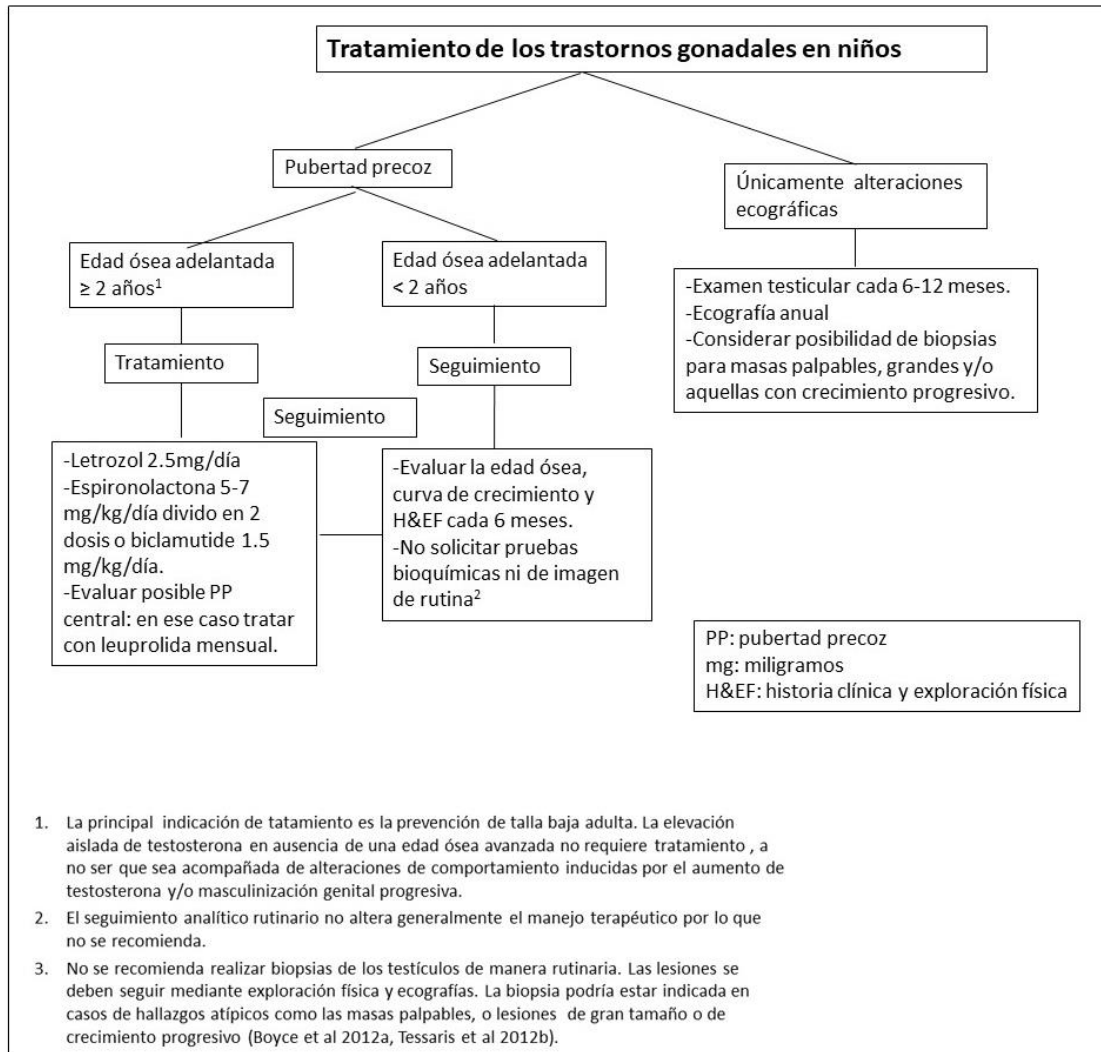 Tratamiento de los trastornos gonadales en niños
Pubertad precoz
Únicamente alteraciones
ecográficas
Edad ósea adelantada
≥ 2 años1
Edad ósea adelantada
< 2 años
-Examen testicular cada 6-12 meses.
-Ecografía anual
-Considerar posibilidad de biopsias
para masas palpables, grandes y/o
aquellas con crecimiento progresivo.
Tratamiento
Seguimiento
Seguimiento
-Letrozol 2.5mg/día
-Espironolactona 5-7
mg/kg/día divido en 2
dosis o biclamutide 1.5
mg/kg/día.
-Evaluar posible PP
central: en ese caso tratar
con leuprolida mensual.
-Evaluar la edad ósea,
curva de crecimiento y
H&EF cada 6 meses.
-No solicitar pruebas
bioquímicas ni de imagen
de rutina2
PP: pubertad precoz
mg: miligramos
H&EF: historia clínica y exploración física
1. La principal indicación de tatamiento es la prevención de talla baja adulta. La elevación
aislada de testosterona en ausencia de una edad ósea avanzada no requiere tratamiento , a
no ser que sea acompañada de alteraciones de comportamiento inducidas por el aumento de
testosterona y/o masculinización genital progresiva.
2. El seguimiento analítico rutinario no altera generalmente el manejo terapéutico por lo que
no se recomienda.
3. No se recomienda realizar biopsias de los testículos de manera rutinaria. Las lesiones se
deben seguir mediante exploración física y ecografías. La biopsia podría estar indicada en
casos de hallazgos atípicos como las masas palpables, o lesiones de gran tamaño o de
crecimiento progresivo (Boyce et al 2012a, Tessaris et al 2012b).